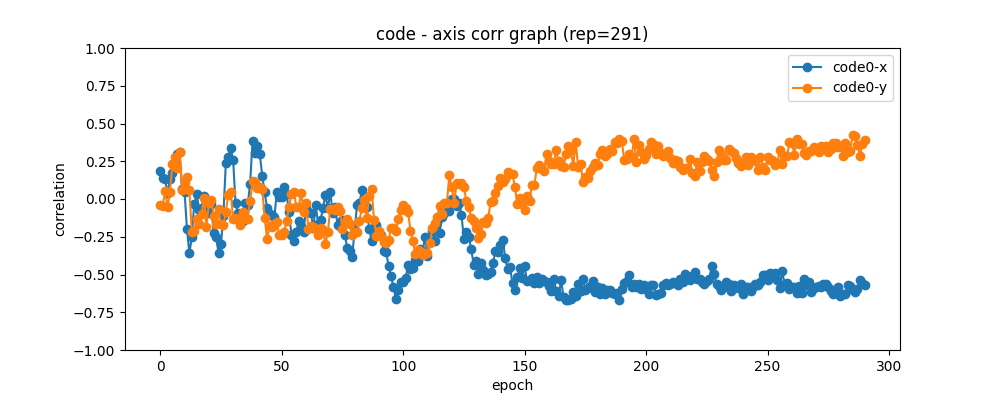 code - axis corr graph (rep=291)
1.00
0.75
0.50
0.25
0.00
−0.25
−0.50
−0.75
−1.00
correlation
code0-x
code0-y
0 50 100 150 200 250 300
epoch